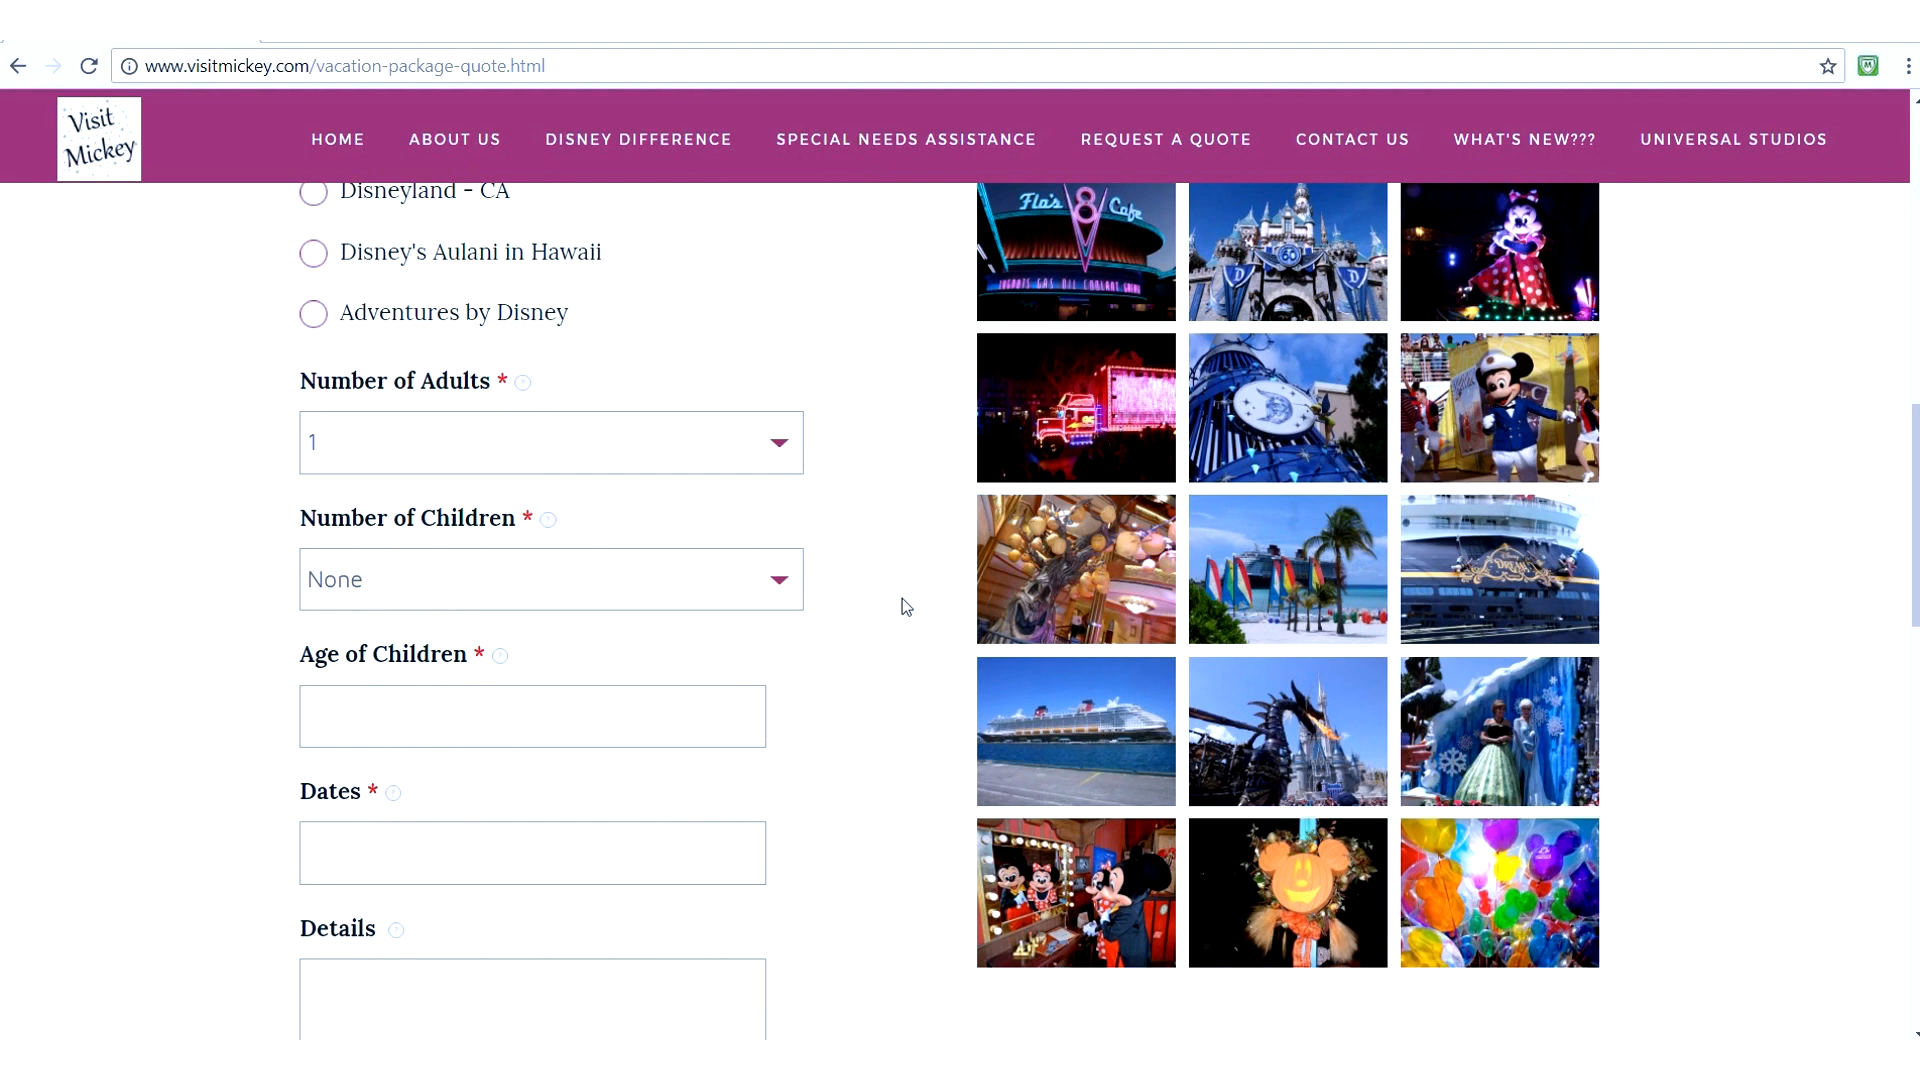 www.visitmickey.com/vacation-package-quote.html
Visit
Mickey
HOME
ABOUT US
DISNEY DIFFERENCE
SPECIAL NEEDS ASSISTANCE
REQUEST A QUOTE
CONTACT US
WHAT'S NEW???
UNIVERSAL STUDIOS
Disneyland - CA
Disney's Aulani in Hawaii
Adventures by Disney
Number of Adults *
1
Number of Children *
None
Age of Children *
Dates *
Details
Flo's V8 Cafe
60
D
D